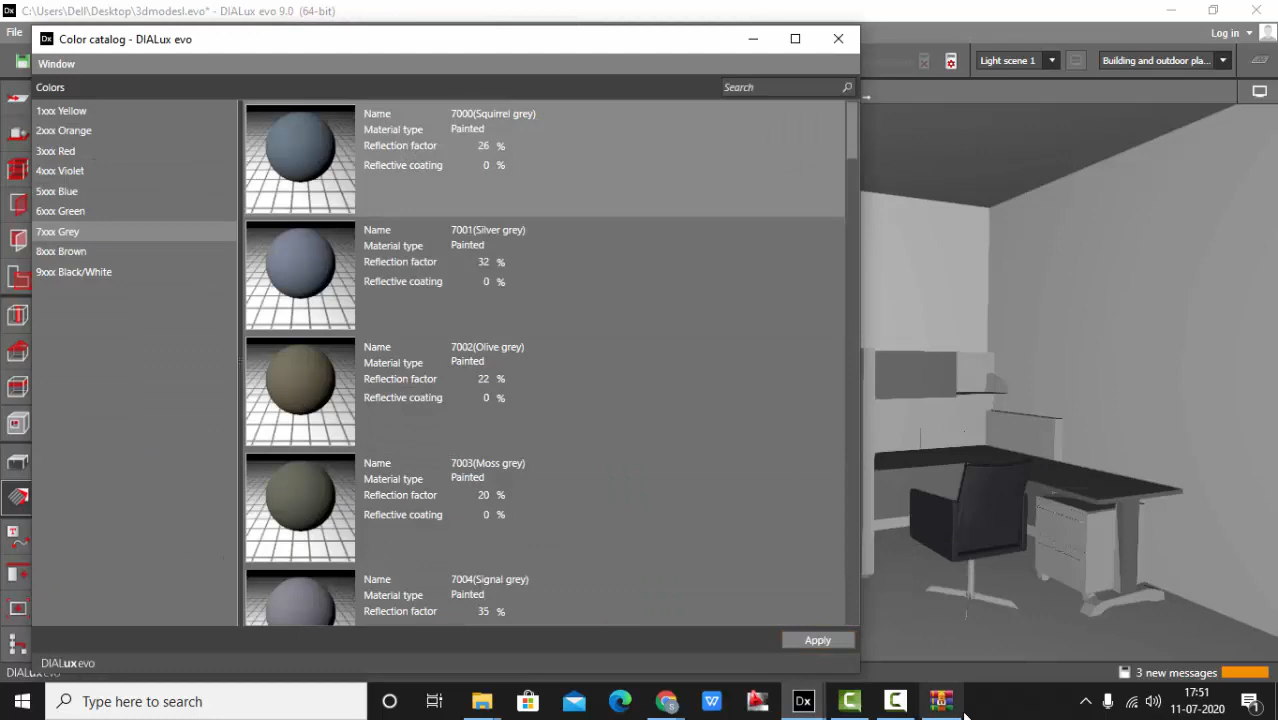 C:\Users\Dell\Desktop\3dmodesl.evo* - DIALux evo 9.0 (64-bit)
Dx Color catalog - DIALux evo
File
Log in
Window
Light scene 1
Building and outdoor pla...
Colors
Search
1xxx Yellow
2xxx Orange
3xxx Red
4xxx Violet
5xxx Blue
6xxx Green
7xxx Grey
8xxx Brown
9xxx Black/White
Name 7000(Squirrel grey)
Material type Painted
Reflection factor 26 %
Reflective coating 0 %
Name 7001(Silver grey)
Material type Painted
Reflection factor 32 %
Reflective coating 0 %
Name 7002(Olive grey)
Material type Painted
Reflection factor 22 %
Reflective coating 0 %
Name 7003(Moss grey)
Material type Painted
Reflection factor 20 %
Reflective coating 0 %
Name 7004(Signal grey)
Material type Painted
Reflection factor 35 %
Apply
DIALux evo
3 new messages
Type here to search
Dx
17:51
11-07-2020
1